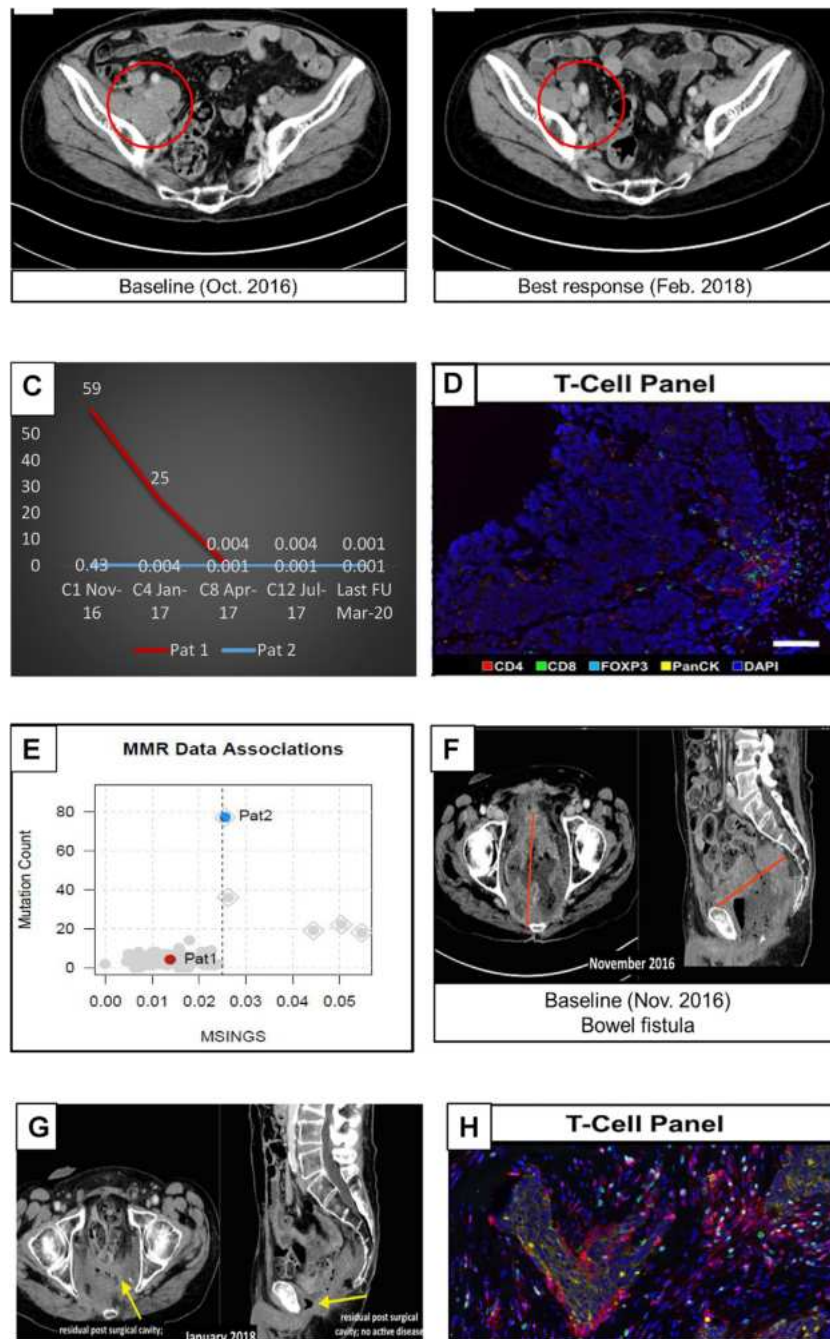 Baseline (Oct. 2016)
Best response (Feb. 2018)
C
59
50
40
30
20
10
0
25
0.004 0.004 0.001
0.43 0.004 0.001 0.001 0.001
C1 Nov-16
C4 Jan-17
C8 Apr-17
C12 Jul-17
Last FU Mar-20
Pat 1
Pat 2
D
T-Cell Panel
CD4 CD8 FOXP3 PanCK DAPI
E
MMR Data Associations
Mutation Count
80
60
40
20
0
Pat2
Pat1
0.00 0.01 0.02 0.03 0.04 0.05
MSINGS
F
November 2016
Baseline (Nov. 2016)
Bowel fistula
G
residual post surgical cavity;
January 2018
residual post surgical
cavity; no active disease
H
T-Cell Panel